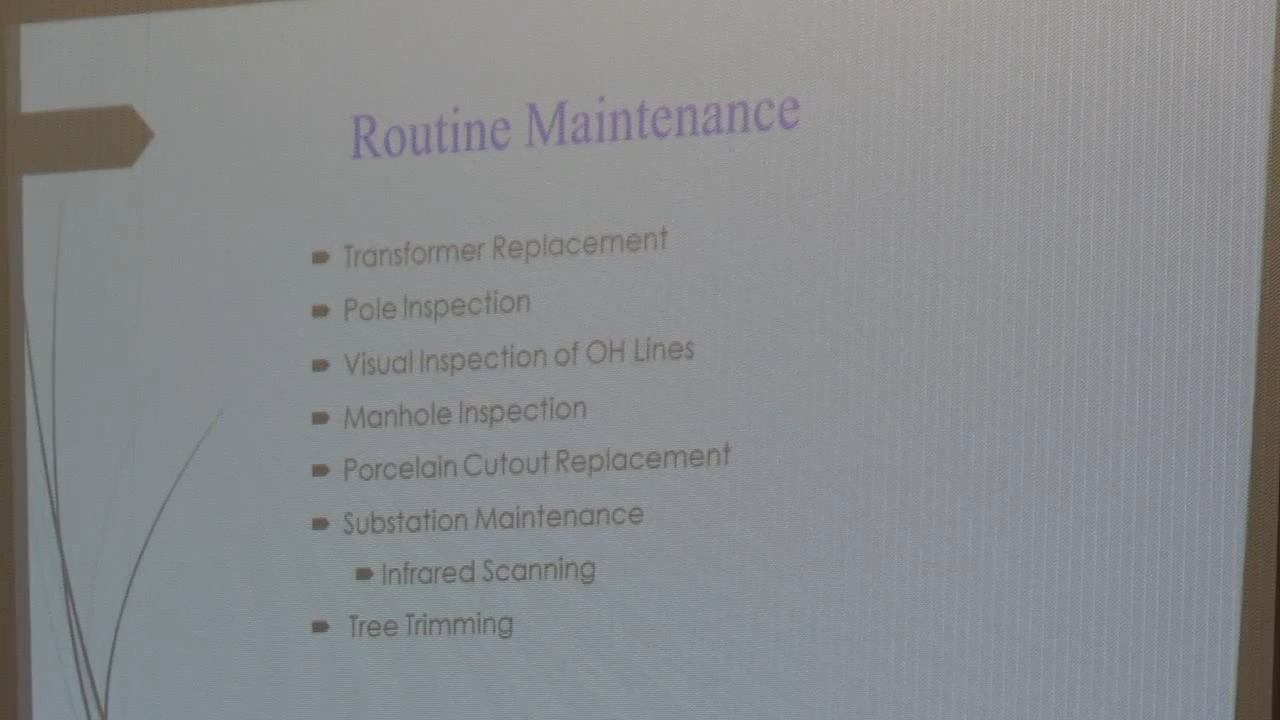 Routine Maintenance
Transformer Replacement
Pole Inspection
Visual Inspection of OH Lines
Manhole Inspection
Porcelain Cutout Replacement
Substation Maintenance
Infrared Scanning
Tree Trimming